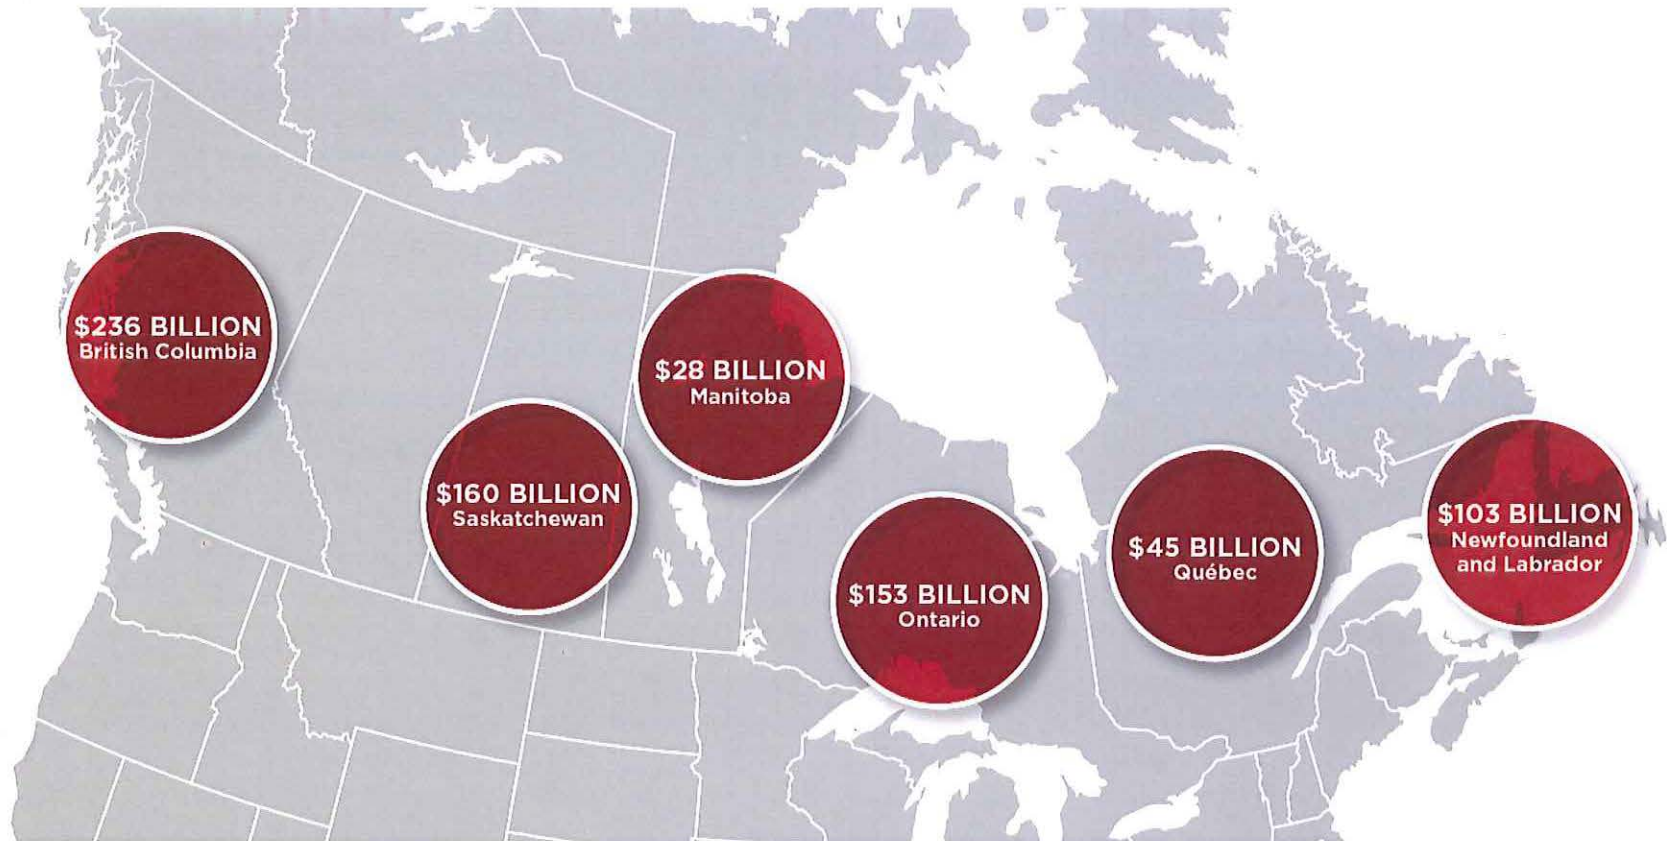 $236 BILLION
British Columbia
$28 BILLION
Manitoba
$160 BILLION
Saskatchewan
$153 BILLION
Ontario
$45 BILLION
Québec
$103 BILLION
Newfoundland
and Labrador